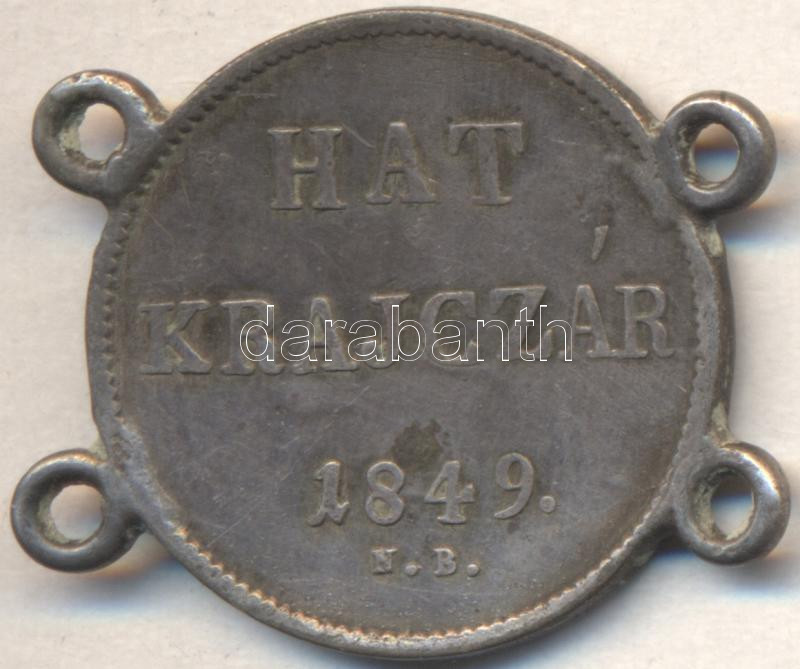 HAT
KRAJCZÁR
darabanth
1849.
N.B.